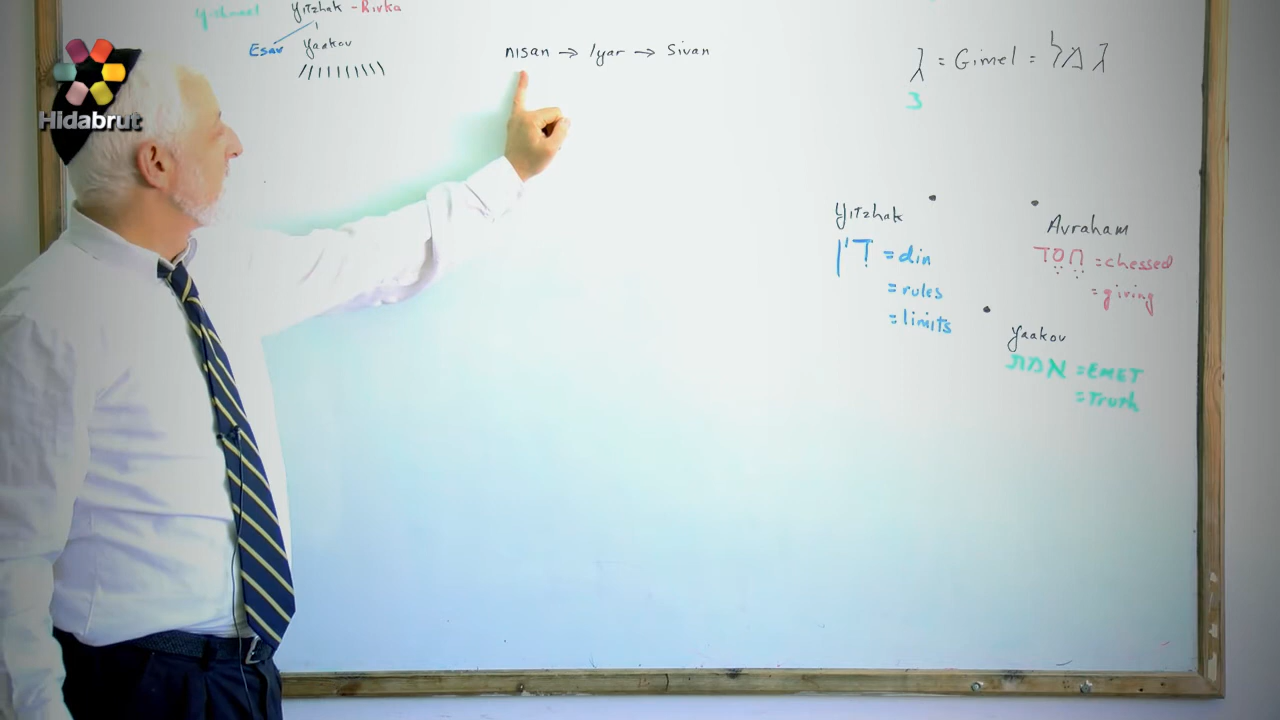 Yishmael Yitzhak - Rivka
Esav Yaakov
Hidabrut
nisan → Iyar → Sivan
ג = Gimel = גמל
3
Yitzhak
דין = din
= rules
= limits
Avraham
חסד = chessed
= giving
Yaakov
אמת = EMET
= Truth